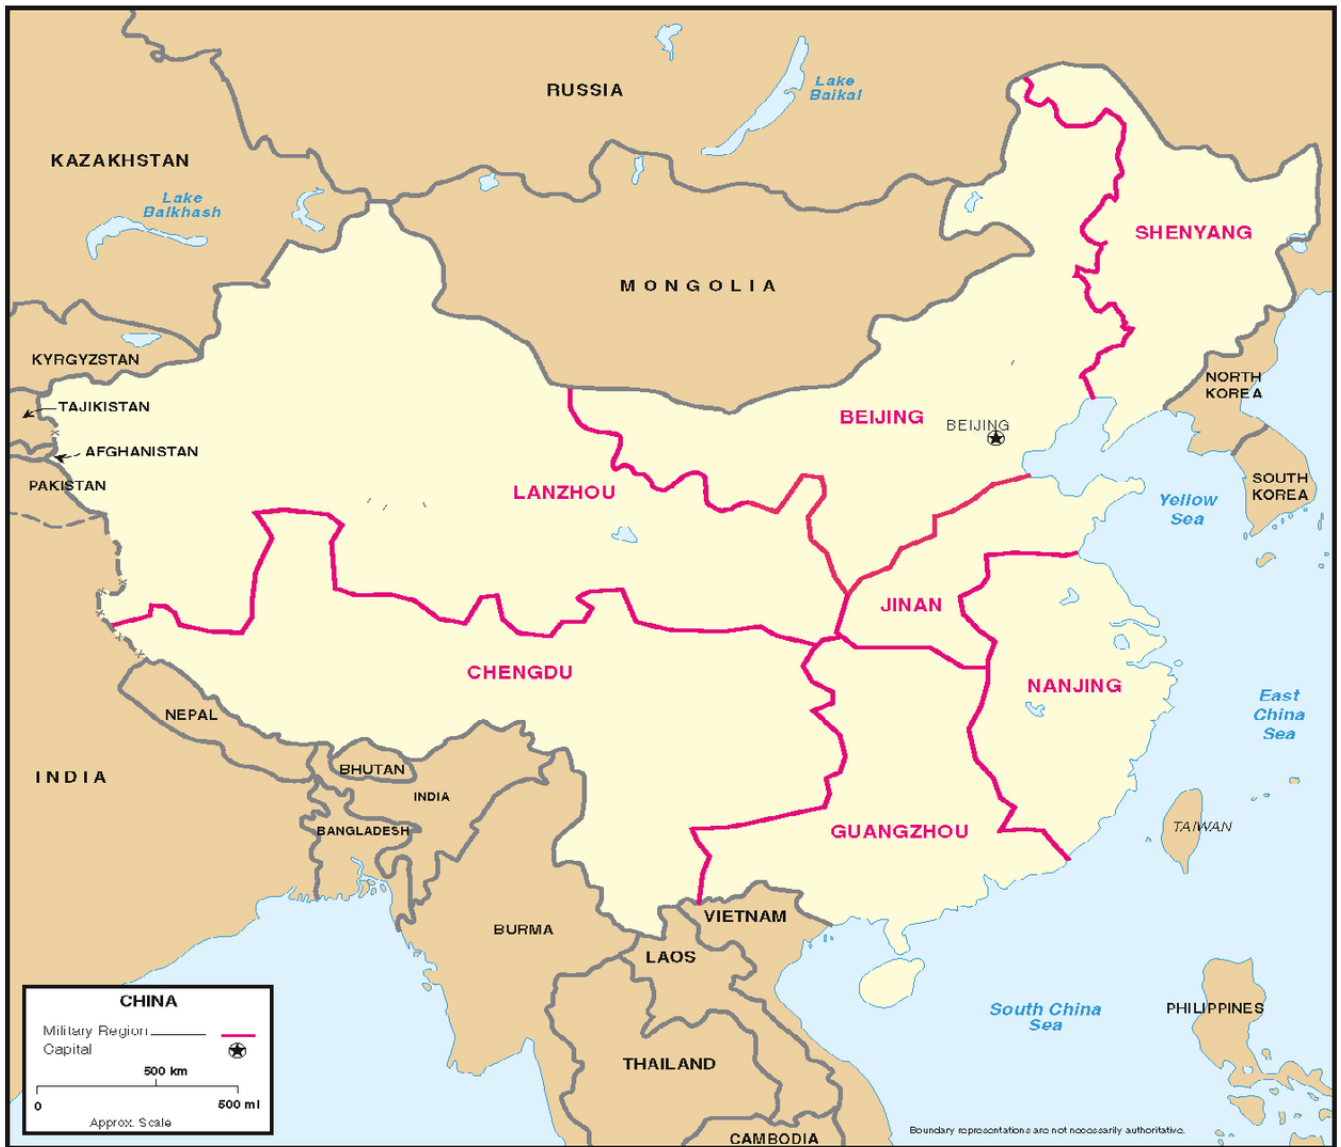 RUSSIA
Lake
Baikal
KAZAKHSTAN
Lake
Balkhash
SHENYANG
MONGOLIA
KYRGYZSTAN
NORTH
KOREA
TAJIKISTAN
BEIJING
BEIJING
AFGHANISTAN
PAKISTAN
LANZHOU
SOUTH
KOREA
Yellow
Sea
JINAN
CHENGDU
NANJING
NEPAL
East
China
Sea
INDIA
BHUTAN
INDIA
BANGLADESH
GUANGZHOU
TAIWAN
VIETNAM
BURMA
LAOS
South China
Sea
PHILIPPINES
THAILAND
CAMBODIA
CHINA
Military Region
Capital
500 km
0
500 mi
Approx. Scale
Boundary representations are not necessarily authoritative.